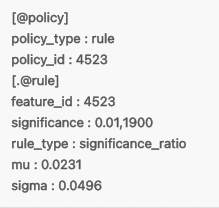 [@policy]
policy_type : rule
policy_id : 4523
[.@rule]
feature_id : 4523
significance : 0.01,1900
rule_type : significance_ratio
mu : 0.0231
sigma : 0.0496